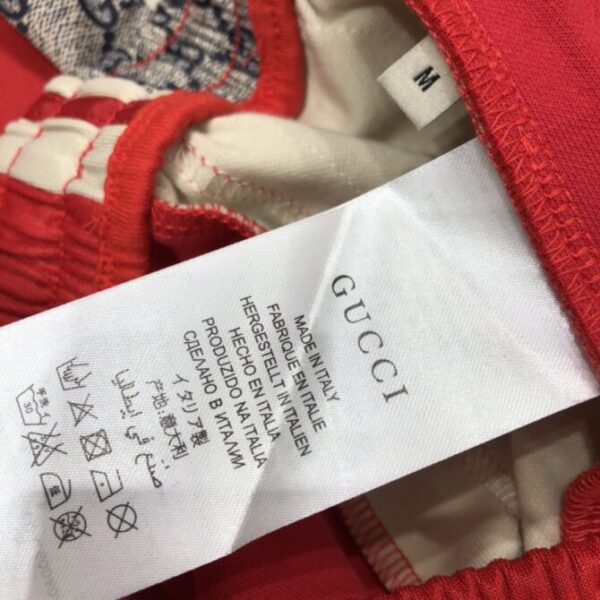 M
GUCCI
MADE IN ITALY
FABRIQUE EN ITALIE
HERGESTELLT IN ITALIEN
HECHO EN ITALIA
PRODUZIDO NA ITALIA
СДЕЛАНО В ИТАЛИИ
イタリア製
产地:意大利
صنع في إيطاليا
30